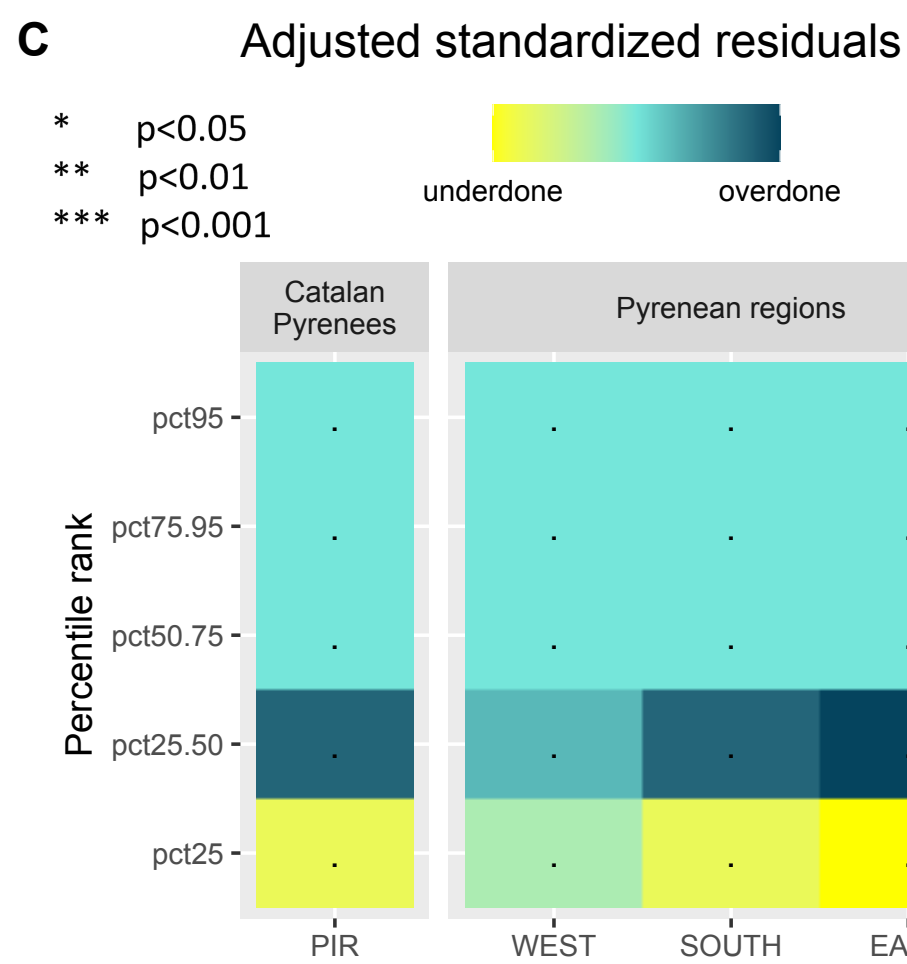 C
Adjusted standardized residuals
* p<0.05
** p<0.01
*** p<0.001
underdone overdone
Catalan
Pyrenees
Pyrenean regions
Percentile rank
pct95
pct75.95
pct50.75
pct25.50
pct25
PIR WEST SOUTH EA